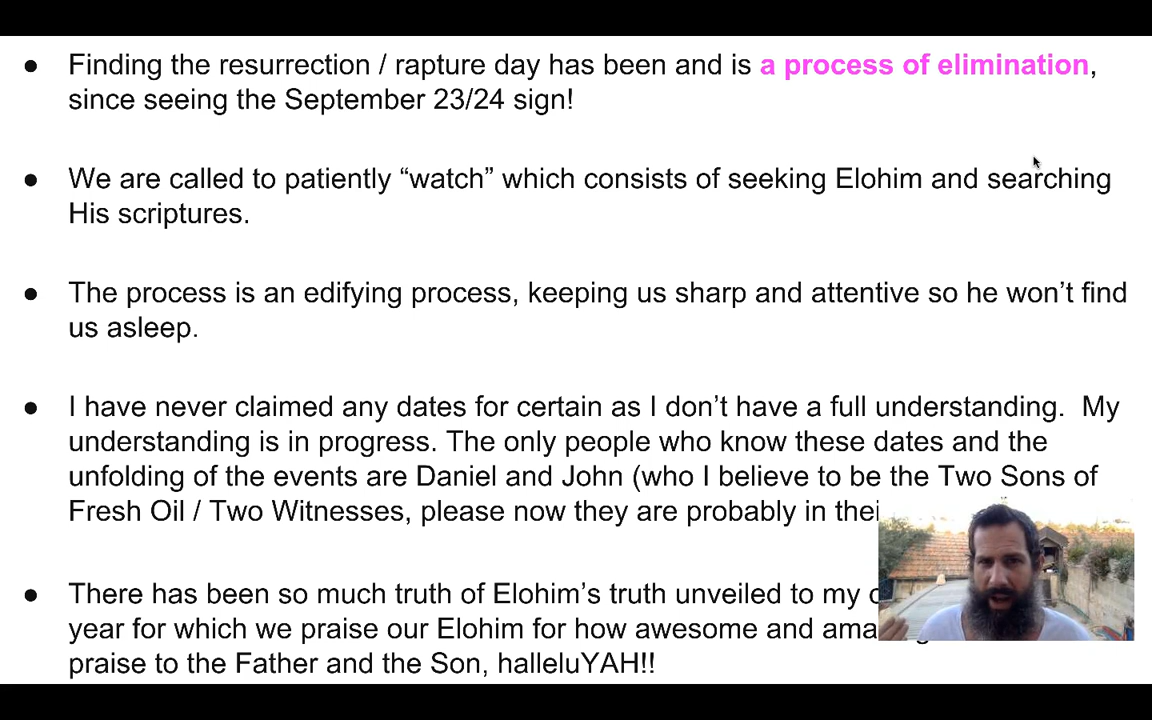 ● Finding the resurrection / rapture day has been and is a process of elimination,
since seeing the September 23/24 sign!
● We are called to patiently “watch” which consists of seeking Elohim and searching
His scriptures.
● The process is an edifying process, keeping us sharp and attentive so he won’t find
us asleep.
● I have never claimed any dates for certain as I don’t have a full understanding. My
understanding is in progress. The only people who know these dates and the
unfolding of the events are Daniel and John (who I believe to be the Two Sons of
Fresh Oil / Two Witnesses, please now they are probably in
● There has been so much truth of Elohim’s truth unveiled to my
year for which we praise our Elohim for how awesome and
praise to the Father and the Son, halleluYAH!!